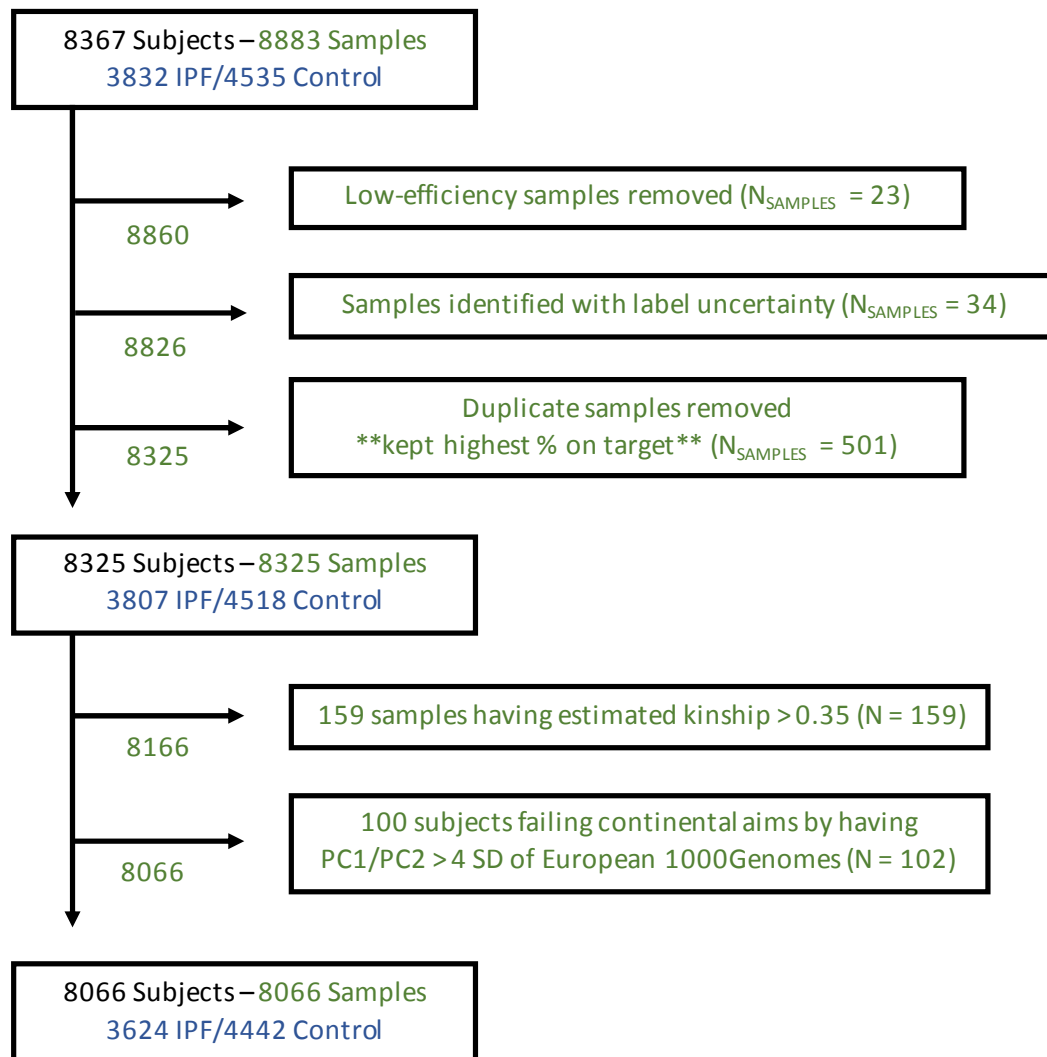 8367 Subjects – 8883 Samples
3832 IPF/4535 Control
Low-efficiency samples removed (NSAMPLES = 23)
8860
Samples identified with label uncertainty (NSAMPLES = 34)
8826
Duplicate samples removed
**kept highest % on target** (NSAMPLES = 501)
8325
8325 Subjects – 8325 Samples
3807 IPF/4518 Control
159 samples having estimated kinship > 0.35 (N = 159)
8166
100 subjects failing continental aims by having
PC1/PC2 > 4 SD of European 1000Genomes (N = 102)
8066
8066 Subjects – 8066 Samples
3624 IPF/4442 Control